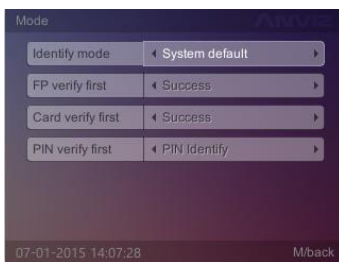 Mode ANVIZ
Identify mode System default
FP verify first Success
Card verify first Success
PIN verify first PIN Identify
07-01-2015 14:07:28 M/back